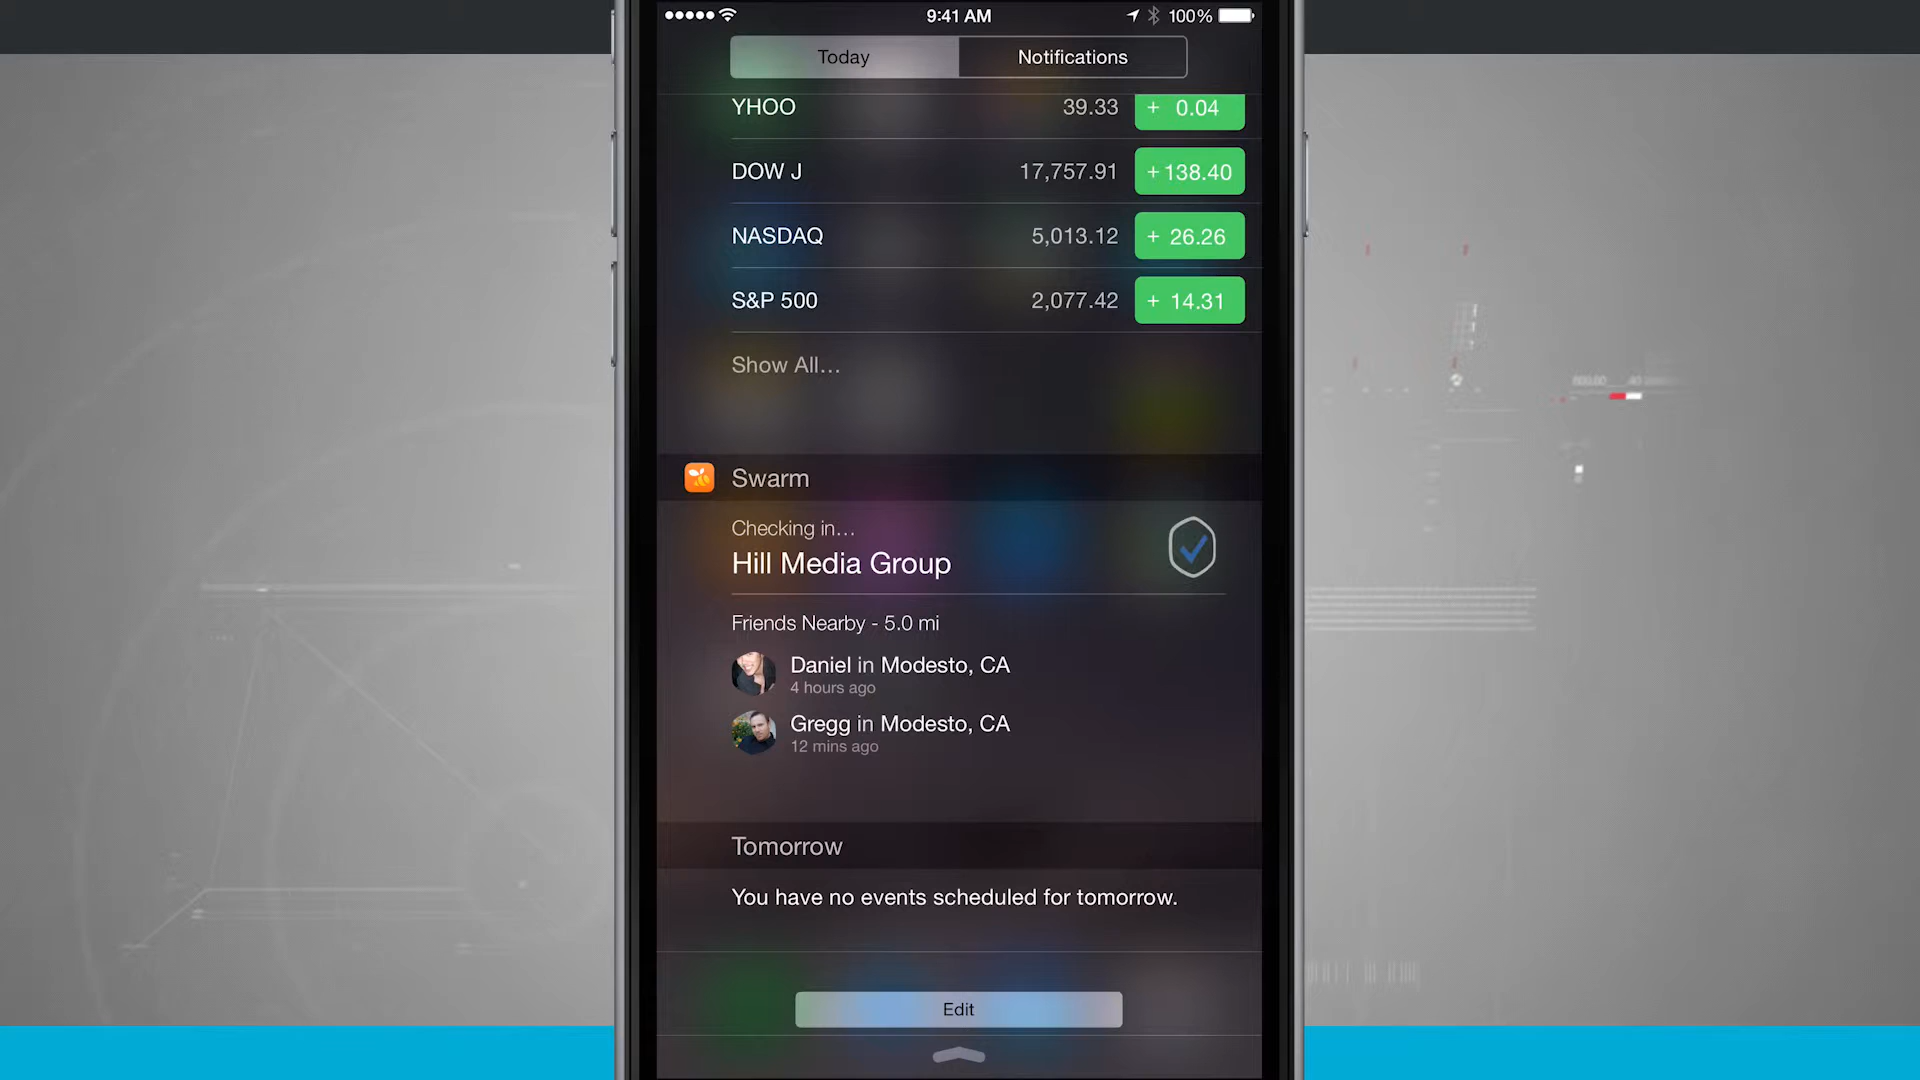 9:41 AM
100%
Today
Notifications
YHOO 39.33 + 0.04
DOW J 17,757.91 +138.40
NASDAQ 5,013.12 + 26.26
S&P 500 2,077.42 + 14.31
Show All...
Swarm
Checking in...
Hill Media Group
Friends Nearby - 5.0 mi
Daniel in Modesto, CA
4 hours ago
Gregg in Modesto, CA
12 mins ago
Tomorrow
You have no events scheduled for tomorrow.
Edit